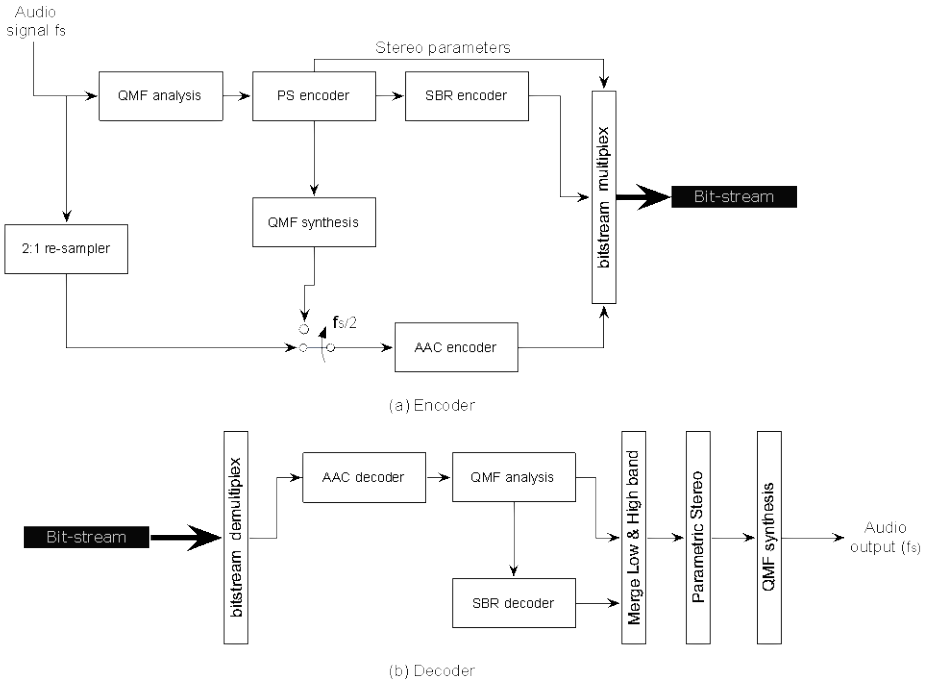 Audio
signal fs
Stereo parameters
QMF analysis
PS encoder
SBR encoder
bitstream multiplex
Bit-stream
QMF synthesis
2:1 re-sampler
fs/2
AAC encoder
(a) Encoder
bitstream demultiplex
AAC decoder
QMF analysis
Merge Low & High band
Parametric Stereo
QMF synthesis
Bit-stream
Audio
output (fs)
SBR decoder
(b) Decoder